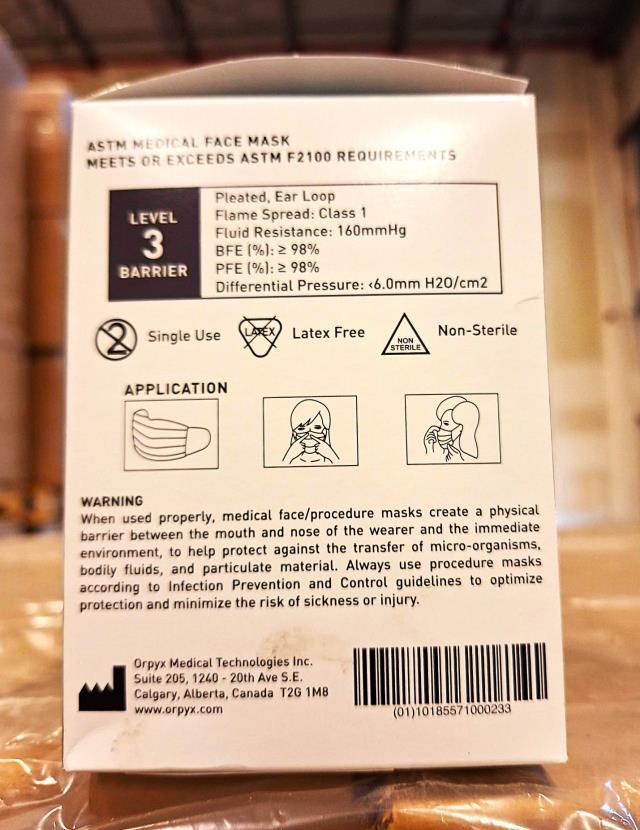 ASTM MEDICAL FACE MASK
MEETS OR EXCEEDS ASTM F2100 REQUIREMENTS
LEVEL
3
BARRIER
Pleated, Ear Loop
Flame Spread: Class 1
Fluid Resistance: 160mmHg
BFE (%): ≥ 98%
PFE (%): ≥ 98%
Differential Pressure: <6.0mm H2O/cm2
2
Single Use
LATEX
Latex Free
NON
STERILE
Non-Sterile
APPLICATION
WARNING
When used properly, medical face/procedure masks create a physical
barrier between the mouth and nose of the wearer and the immediate
environment, to help protect against the transfer of micro-organisms,
bodily fluids, and particulate material. Always use procedure masks
according to Infection Prevention and Control guidelines to optimize
protection and minimize the risk of sickness or injury.
Orpyx Medical Technologies Inc.
Suite 205, 1240 - 20th Ave S.E.
Calgary, Alberta, Canada T2G 1M8
www.orpyx.com
(01)10185571000233